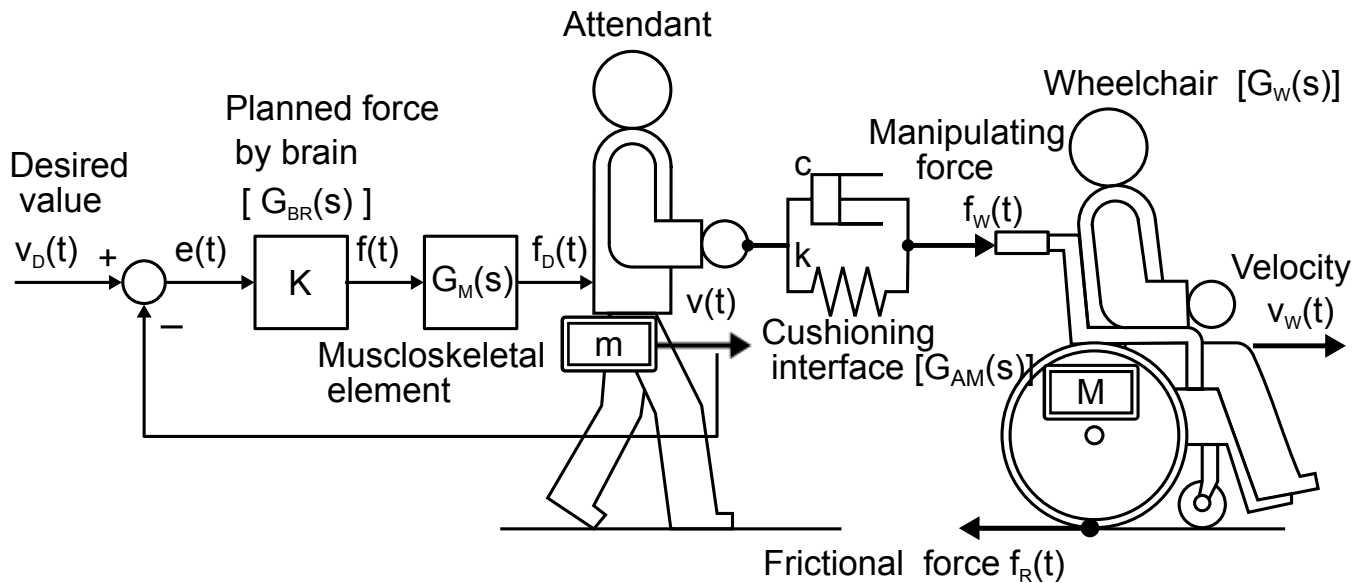 Attendant
Wheelchair [G_W(s)]
Planned force
by brain
[ G_BR(s) ]
Manipulating
force
f_W(t)
Desired
value
v_D(t)
+
−
e(t)
K
f(t)
G_M(s)
f_D(t)
c
k
v(t)
Velocity
v_W(t)
m
Muscloskeletal
element
Cushioning
interface [G_AM(s)]
M
Frictional force f_R(t)